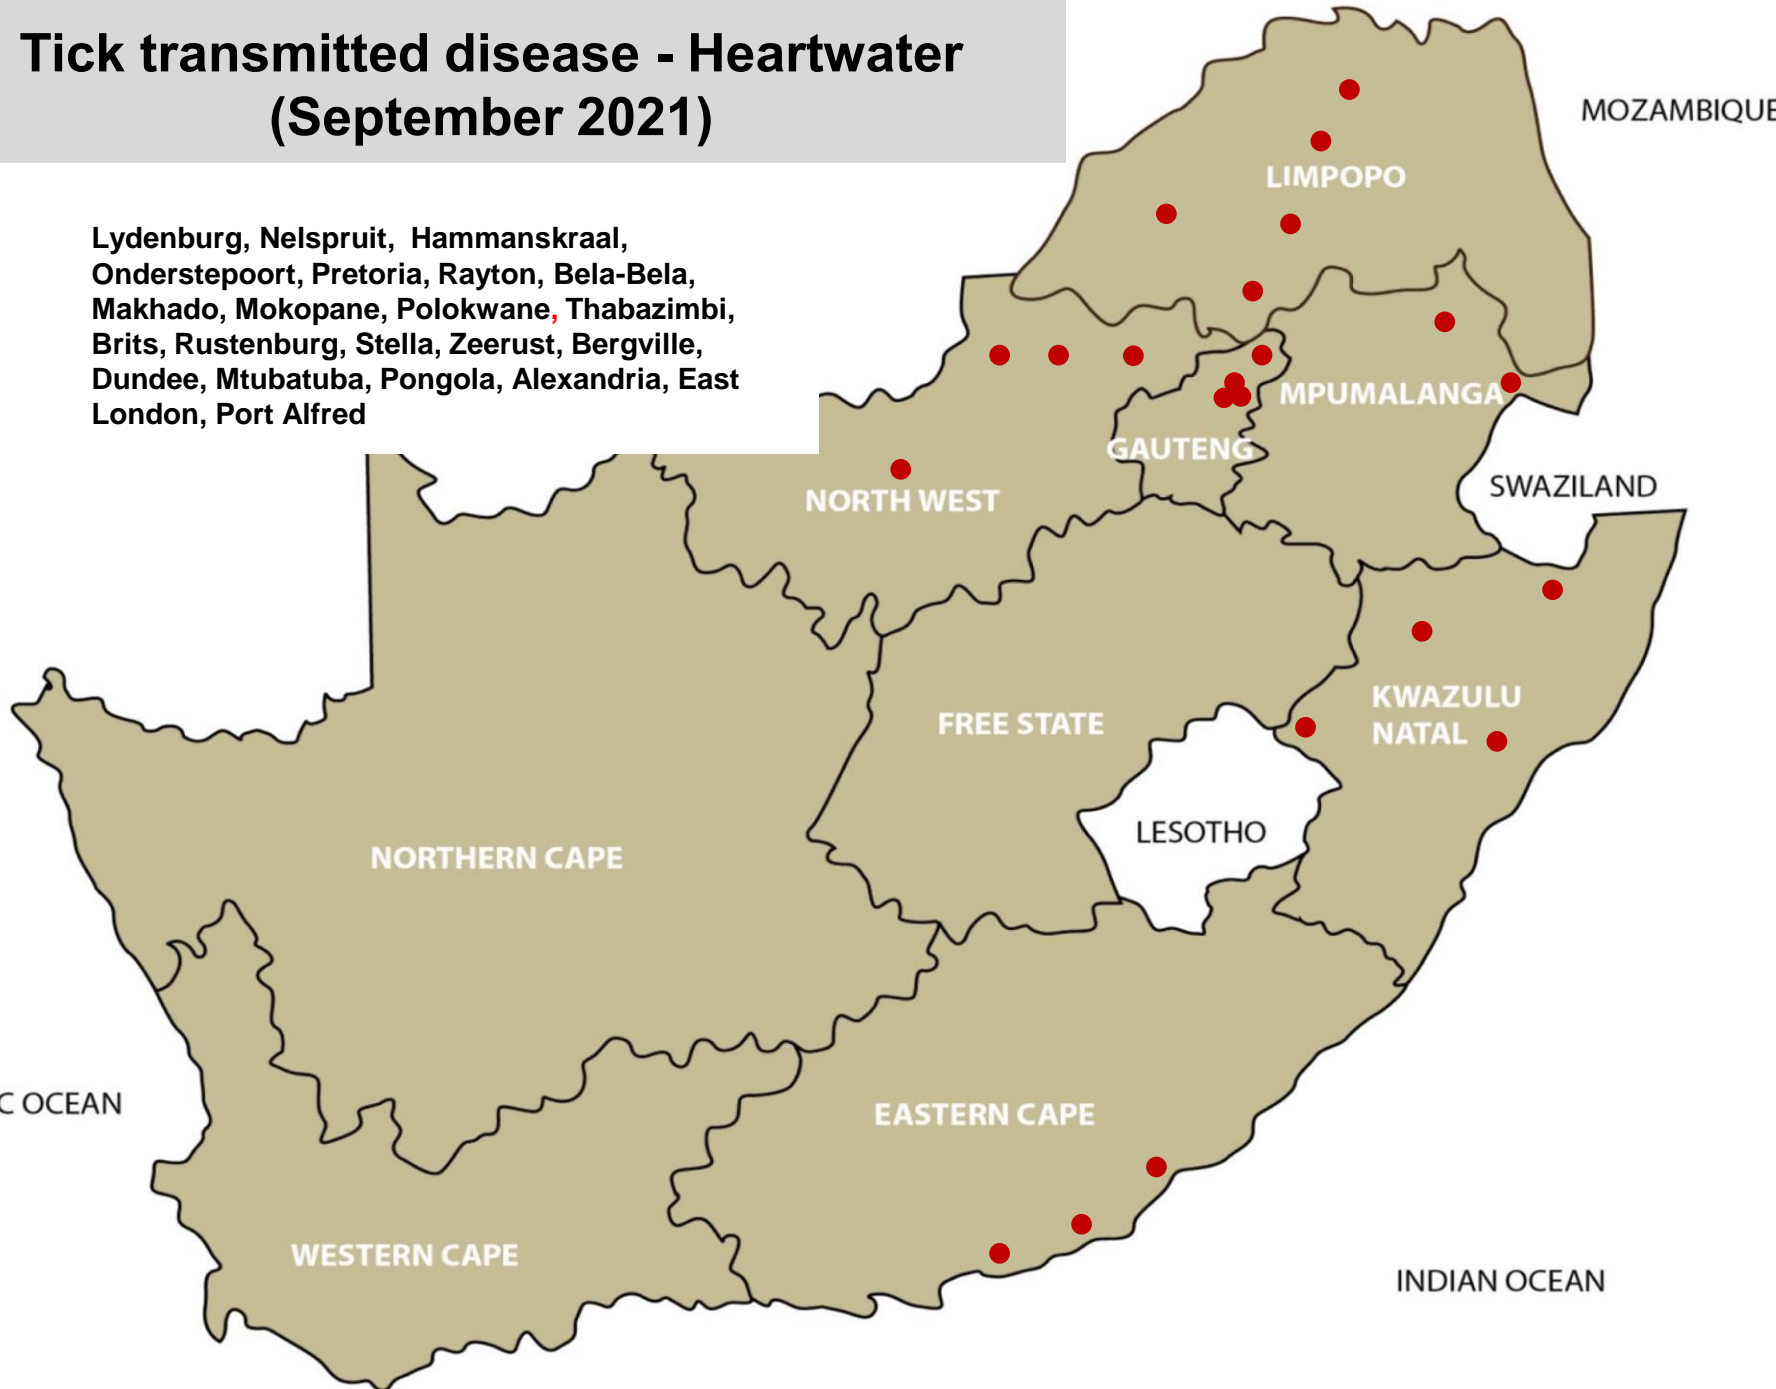 Tick transmitted disease - Heartwater
(September 2021)
Lydenburg, Nelspruit, Hammanskraal,
Onderstepoort, Pretoria, Rayton, Bela-Bela,
Makhado, Mokopane, Polokwane, Thabazimbi,
Brits, Rustenburg, Stella, Zeerust, Bergville,
Dundee, Mtubatuba, Pongola, Alexandria, East
London, Port Alfred
MOZAMBIQUE
LIMPOPO
MPUMALANGA
GAUTENG
SWAZILAND
NORTH WEST
KWAZULU
NATAL
FREE STATE
LESOTHO
NORTHERN CAPE
C OCEAN
EASTERN CAPE
WESTERN CAPE
INDIAN OCEAN